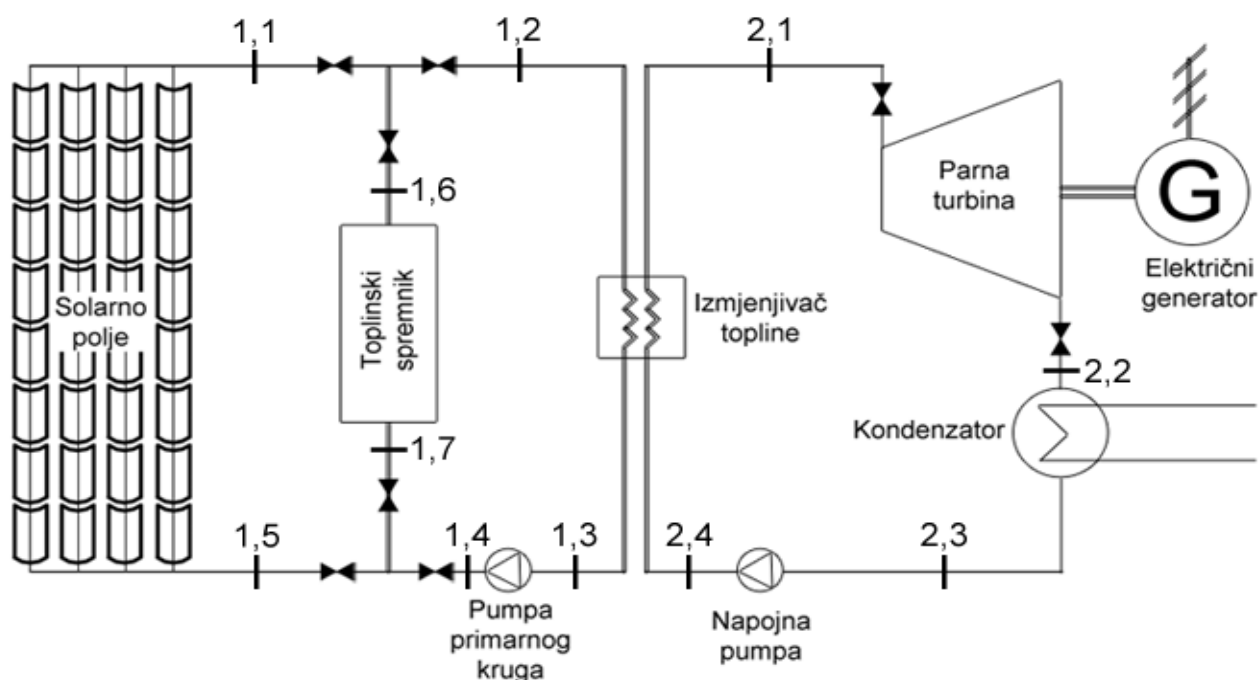 1,1
1,2
2,1
Parna
turbina
G
Električni
generator
1,6
Toplinski
spremnik
Solarno
polje
Izmjenjivač
topline
2,2
Kondenzator
1,7
1,5
1,4
1,3
2,4
2,3
Pumpa
primarnog
kruga
Napojna
pumpa